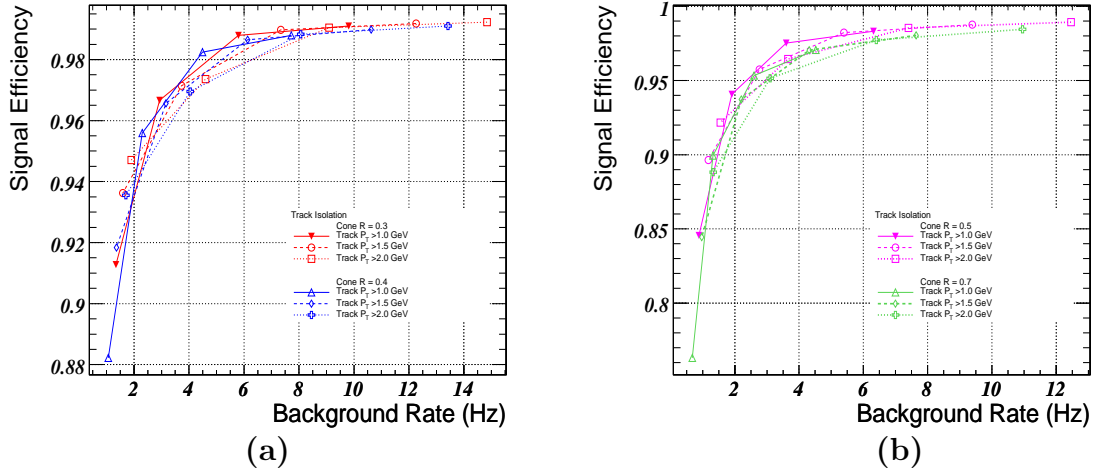 Signal Efficiency
0.98
0.96
0.94
0.92
0.9
0.88
Track Isolation
Cone R = 0.3
Track P_T >1.0 GeV
Track P_T >1.5 GeV
Track P_T >2.0 GeV
Cone R = 0.4
Track P_T >1.0 GeV
Track P_T >1.5 GeV
Track P_T >2.0 GeV
2 4 6 8 10 12 14
Background Rate (Hz)
(a)
Signal Efficiency
1
0.95
0.9
0.85
0.8
Track Isolation
Cone R = 0.5
Track P_T >1.0 GeV
Track P_T >1.5 GeV
Track P_T >2.0 GeV
Cone R = 0.7
Track P_T >1.0 GeV
Track P_T >1.5 GeV
Track P_T >2.0 GeV
2 4 6 8 10 12
Background Rate (Hz)
(b)